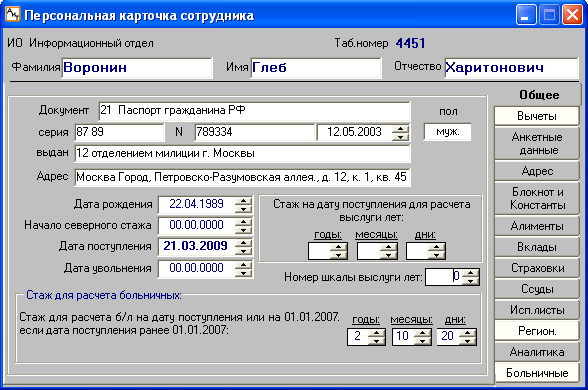 Персональная карточка сотрудника
ИО Информационный отдел Таб.номер 4451
Фамилия Воронин Имя Глеб Отчество Харитонович
Документ 21 Паспорт гражданина РФ пол
серия 87 89 N 789334 12.05.2003 муж.
выдан 12 отделением милиции г. Москвы
Адрес Москва Город, Петровско-Разумовская аллея., д. 12, к. 1, кв. 45
Дата рождения 22.04.1989
Начало северного стажа 00.00.0000
Дата поступления 21.03.2009
Дата увольнения 00.00.0000
Стаж на дату поступления для расчета
выслуги лет:
годы: месяцы: дни:
Номер шкалы выслуги лет: 0
Стаж для расчета больничных:
Стаж для расчета б/л на дату поступления или на 01.01.2007.
если дата поступления ранее 01.01.2007:
годы: месяцы: дни:
2 10 20
Общее
Вычеты
Анкетные
данные
Адрес
Блокнот и
Константы
Алименты
Вклады
Страховки
Ссуды
Исп.листы
Регион.
Аналитика
Больничные